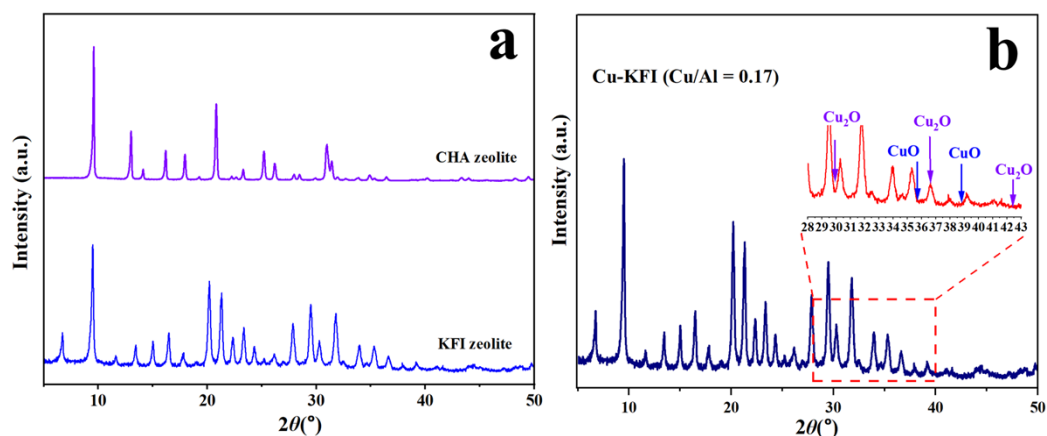 a
CHA zeolite
KFI zeolite
Intensity (a.u.)
10 20 30 40 50
2θ(°)
b
Cu-KFI (Cu/Al = 0.17)
Cu₂O
Cu₂O
CuO
CuO
Cu₂O
28 29 30 31 32 33 34 35 36 37 38 39 40 41 42 43
Intensity (a.u.)
10 20 30 40 50
2θ(°)